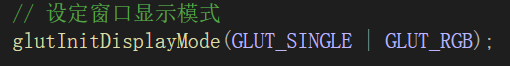 // 设定窗口显示模式
glutInitDisplayMode(GLUT_SINGLE | GLUT_RGB);